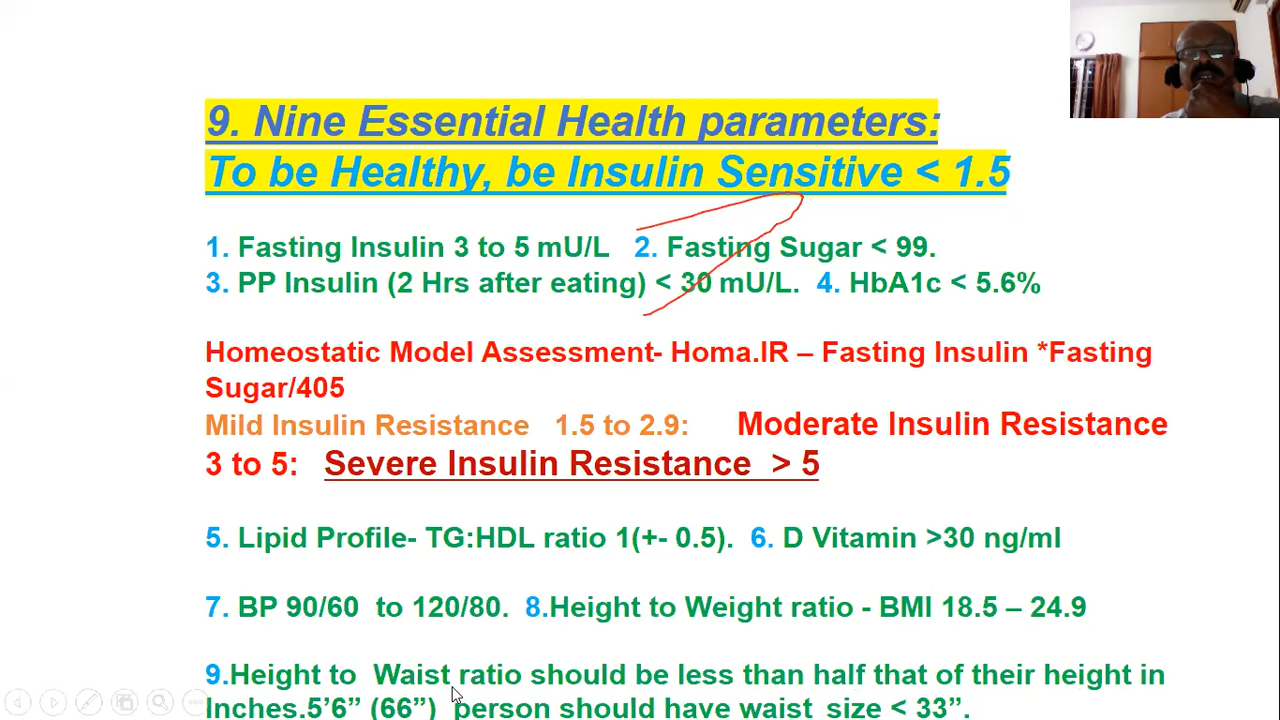 9. Nine Essential Health parameters:
To be Healthy, be Insulin Sensitive < 1.5
1. Fasting Insulin 3 to 5 mU/L 2. Fasting Sugar < 99.
3. PP Insulin (2 Hrs after eating) < 30 mU/L. 4. HbA1c < 5.6%
Homeostatic Model Assessment- Homa.IR – Fasting Insulin *Fasting
Sugar/405
Mild Insulin Resistance 1.5 to 2.9: Moderate Insulin Resistance
3 to 5: Severe Insulin Resistance > 5
5. Lipid Profile- TG:HDL ratio 1(+- 0.5). 6. D Vitamin >30 ng/ml
7. BP 90/60 to 120/80. 8.Height to Weight ratio - BMI 18.5 – 24.9
9.Height to Waist ratio should be less than half that of their height in
Inches.5’6” (66”) person should have waist size < 33”.